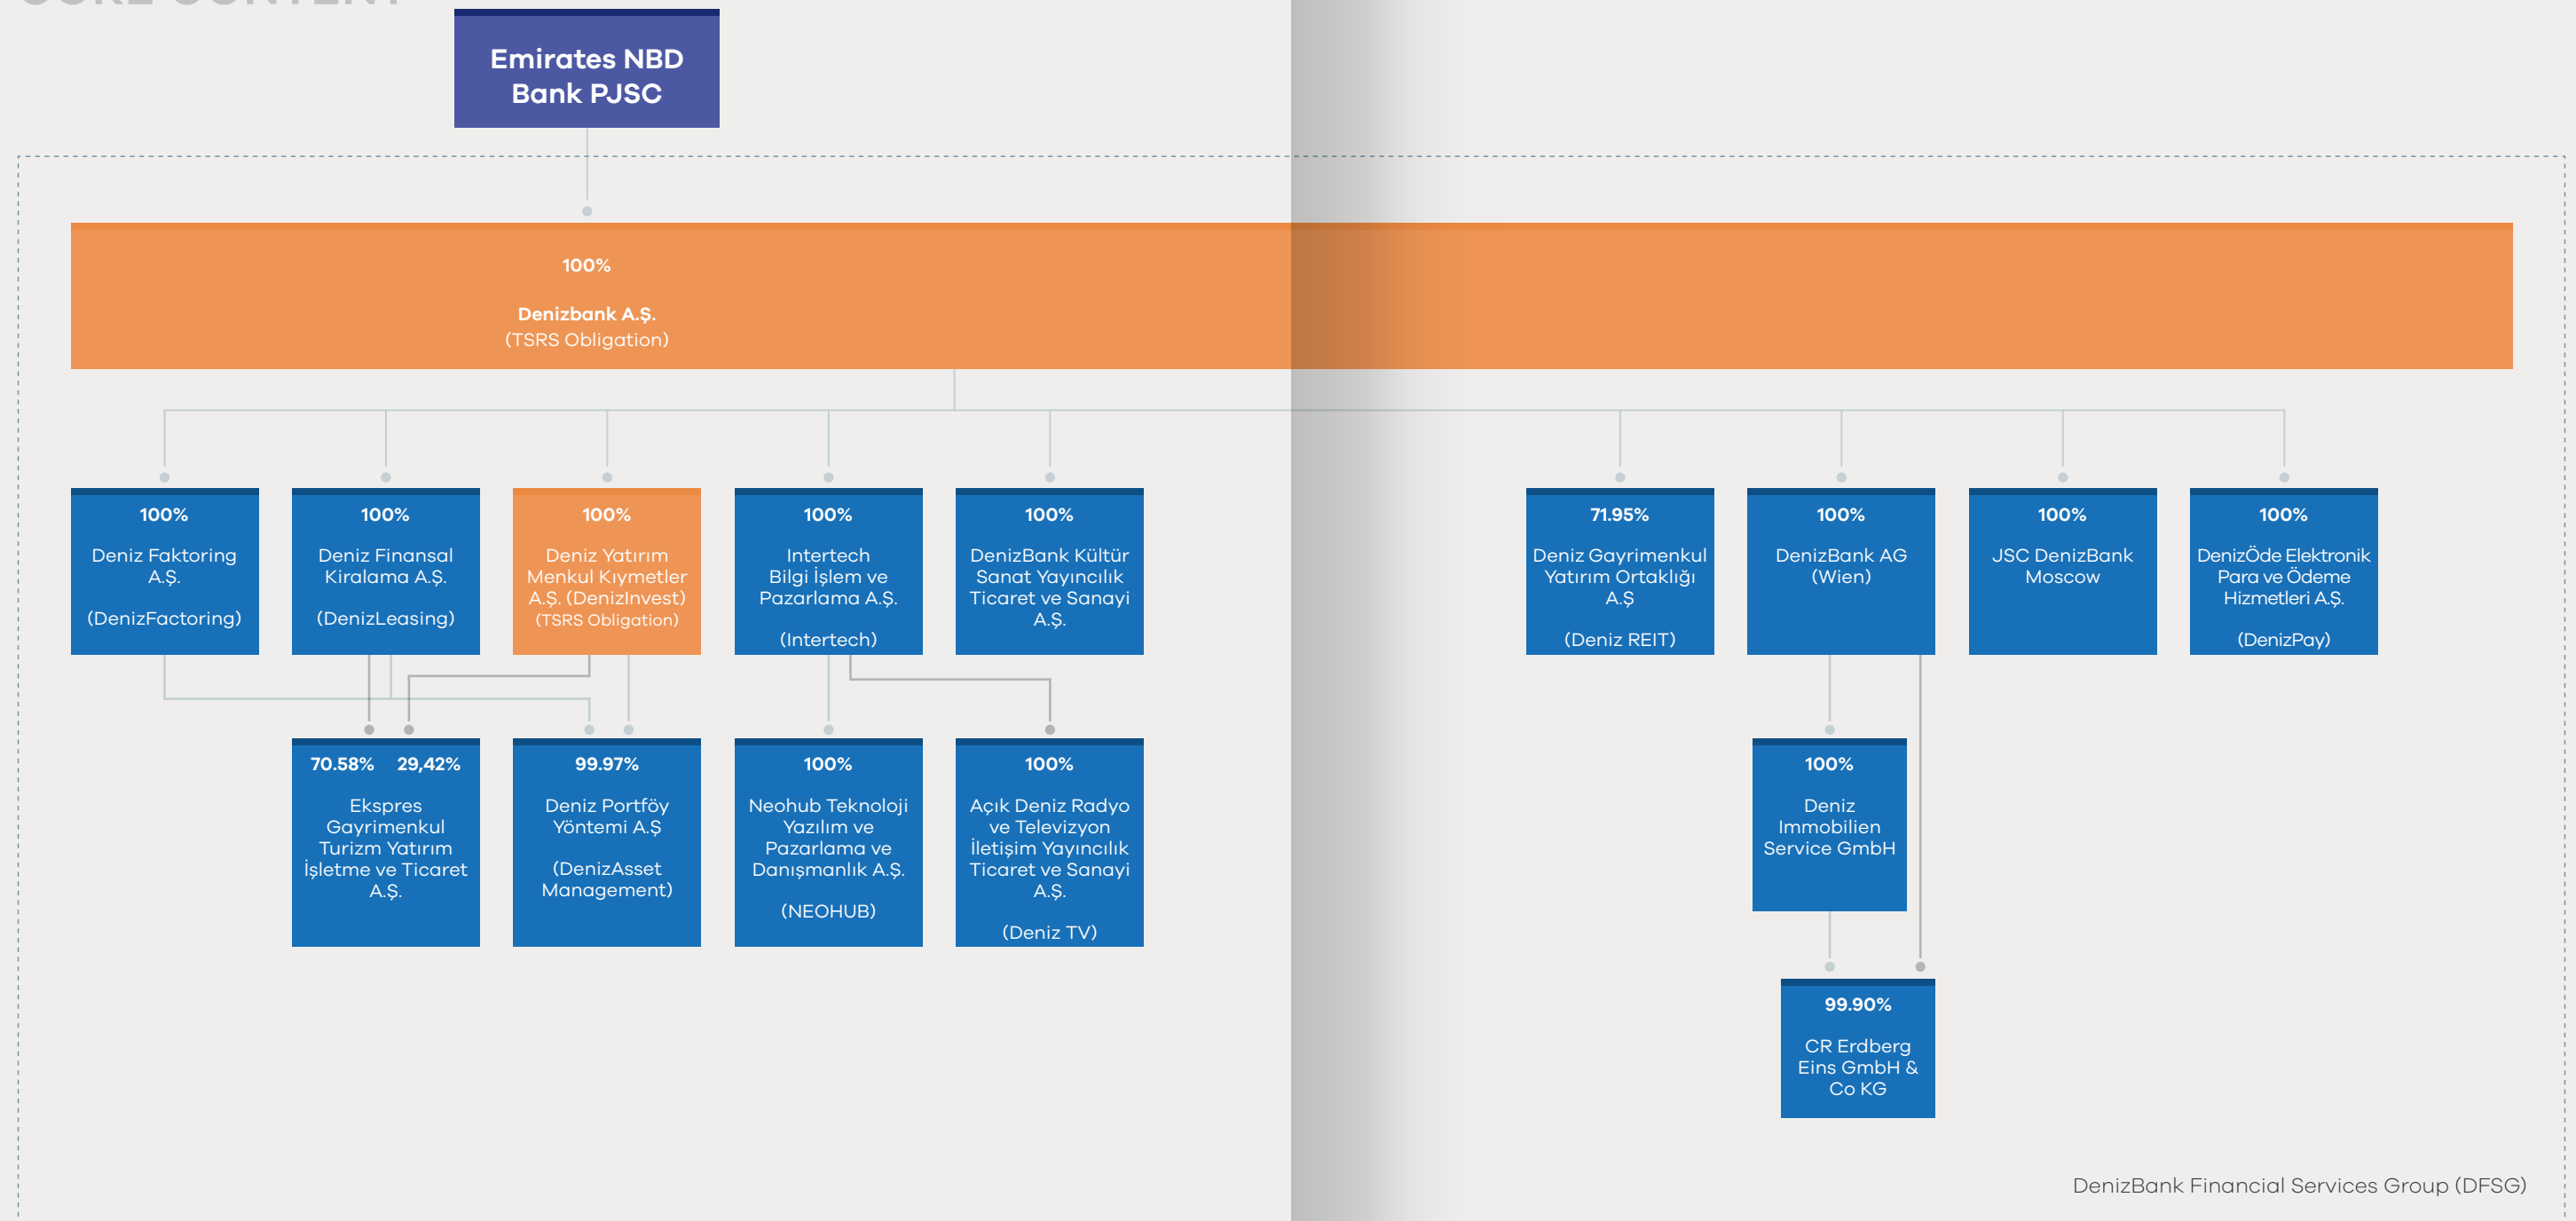 CORE CONTENT
Emirates NBD
Bank PJSC
100%
Denizbank A.Ş.
(TSRS Obligation)
100%
Deniz Faktoring
A.Ş.
(DenizFactoring)
100%
Deniz Finansal
Kiralama A.Ş.
(DenizLeasing)
100%
Deniz Yatırım
Menkul Kıymetler
A.Ş. (DenizInvest)
(TSRS Obligation)
100%
Intertech
Bilgi İşlem ve
Pazarlama A.Ş.
(Intertech)
100%
DenizBank Kültür
Sanat Yayıncılık
Ticaret ve Sanayi
A.Ş.
71.95%
Deniz Gayrimenkul
Yatırım Ortaklığı
A.Ş
(Deniz REIT)
100%
DenizBank AG
(Wien)
100%
JSC DenizBank
Moscow
100%
DenizÖde Elektronik
Para ve Ödeme
Hizmetleri A.Ş.
(DenizPay)
70.58% 29,42%
Ekspres
Gayrimenkul
Turizm Yatırım
İşletme ve Ticaret
A.Ş.
99.97%
Deniz Portföy
Yöntemi A.Ş
(DenizAsset
Management)
100%
Neohub Teknoloji
Yazılım ve
Pazarlama ve
Danışmanlık A.Ş.
(NEOHUB)
100%
Açık Deniz Radyo
ve Televizyon
İletişim Yayıncılık
Ticaret ve Sanayi
A.Ş.
(Deniz TV)
100%
Deniz
Immobilien
Service GmbH
99.90%
CR Erdberg
Eins GmbH &
Co KG
DenizBank Financial Services Group (DFSG)